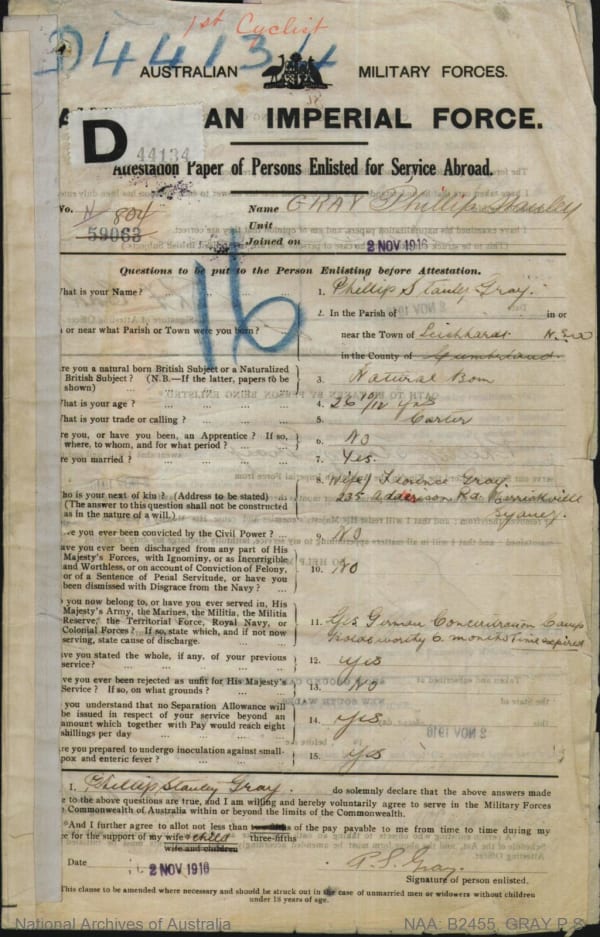 1st Cyclist
D44134
AUSTRALIAN MILITARY FORCES.
AN IMPERIAL FORCE.
D
44134
Attestation Paper of Persons Enlisted for Service Abroad.
No. N 804 Name GRAY Phillip Stanley
59063 Unit
Joined on 2 NOV 1916
16
Questions to be put to the Person Enlisting before Attestation.
What is your Name? 1. Phillip Stanley Gray.
2. In the Parish of in or
or near what Parish or Town were you born? near the Town of Leichhardt N.S.W
in the County of Cumberland.
are you a natural born British Subject or a Naturalized
British Subject? (N.B.—If the latter, papers to be
shown) 3. Natural Born
What is your age? 4. 26 yrs
What is your trade or calling? 5. Carter
are you, or have you been, an Apprentice? If so,
where, to whom, and for what period? 6. NO
are you married? 7. Yes.
8. Wife Florence Gray
who is your next of kin? (Address to be stated) 235 Addison Rd Marrickville
(The answer to this question shall not be constructed
as in the nature of a will.) Sydney.
ve you ever been convicted by the Civil Power? 9. NO
ave you ever been discharged from any part of His
Majesty's Forces, with Ignominy, or as Incorrigible
and Worthless, or on account of Conviction of Felony,
or of a Sentence of Penal Servitude, or have you
been dismissed with Disgrace from the Navy? 10. No
you now belong to, or have you ever served in, His
Majesty's Army, the Marines, the Militia, the Militia
Reserve, the Territorial Force, Royal Navy, or
Colonial Forces? If so, state which, and if not now
serving, state cause of discharge. 11. Yes German Concentration Camp
6 months Time expired
ve you stated the whole, if any, of your previous
service? 12. Yes
ve you ever been rejected as unfit for His Majesty's
Service? If so, on what grounds? 13. NO
you understand that no Separation Allowance will
be issued in respect of your service beyond an
amount which together with Pay would reach eight
shillings per day 14. Yes
are you prepared to undergo inoculation against small-
pox and enteric fever? 15. Yes
I, Phillip Stanley Gray. do solemnly declare that the above answers made
e to the above questions are true, and I am willing and hereby voluntarily agree to serve in the Military Forces
Commonwealth of Australia within or beyond the limits of the Commonwealth.
*And I further agree to allot not less than two-fifths of the pay payable to me from time to time during my
ce for the support of my wife & child three-fifths
wife and children
Date 2 NOV 1916 P. S. Gray.
Signature of person enlisted.
This clause to be amended where necessary and should be struck out in the case of unmarried men or widowers without children
under 18 years of age.
National Archives of Australia NAA: B2455, GRAY P S